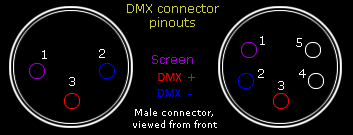 DMX connector
pinouts
1
2
3
Screen
DMX +
DMX -
1
2
3
4
5
Male connector,
viewed from front